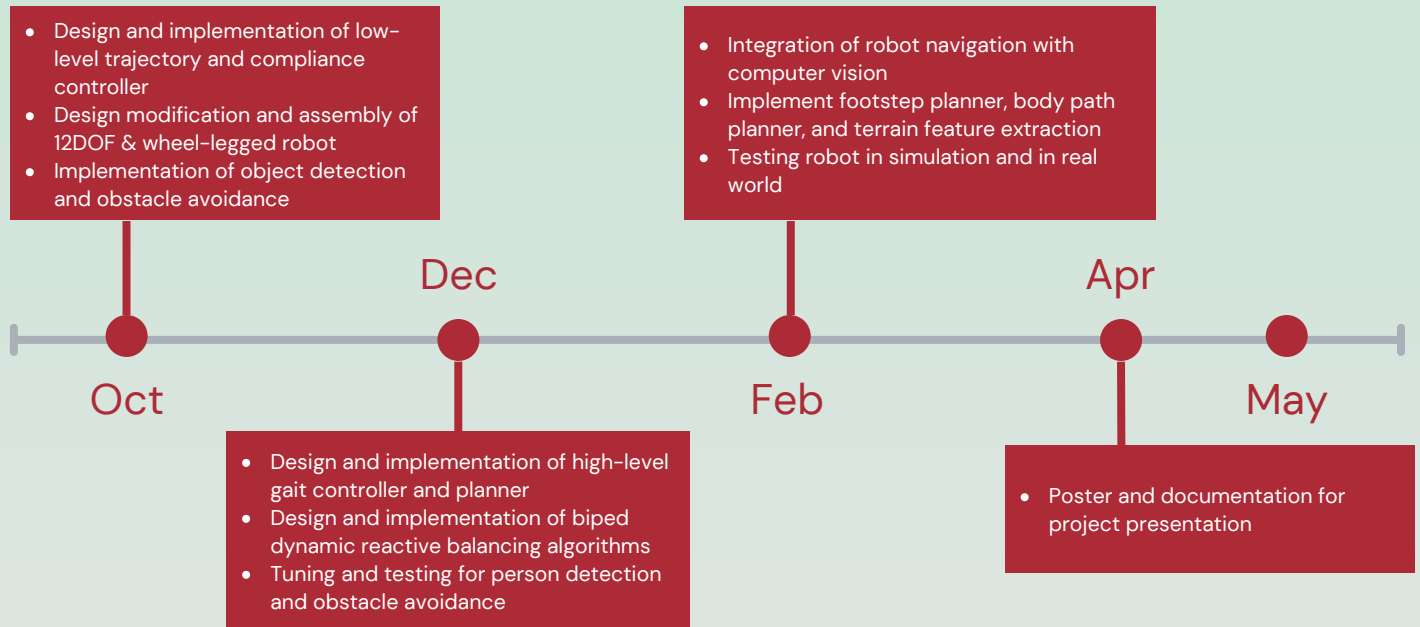 ● Design and implementation of low-
level trajectory and compliance
controller
● Design modification and assembly of
12DOF & wheel-legged robot
● Implementation of object detection
and obstacle avoidance
● Integration of robot navigation with
computer vision
● Implement footstep planner, body path
planner, and terrain feature extraction
● Testing robot in simulation and in real
world
Dec
Apr
Oct
Feb
May
● Design and implementation of high-level
gait controller and planner
● Design and implementation of biped
dynamic reactive balancing algorithms
● Tuning and testing for person detection
and obstacle avoidance
● Poster and documentation for
project presentation